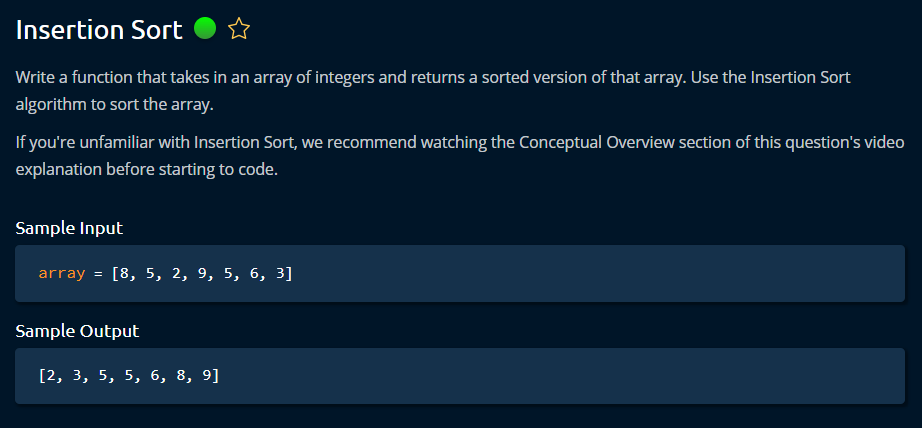 Insertion Sort
Write a function that takes in an array of integers and returns a sorted version of that array. Use the Insertion Sort
algorithm to sort the array.
If you're unfamiliar with Insertion Sort, we recommend watching the Conceptual Overview section of this question's video
explanation before starting to code.
Sample Input
array = [8, 5, 2, 9, 5, 6, 3]
Sample Output
[2, 3, 5, 5, 6, 8, 9]